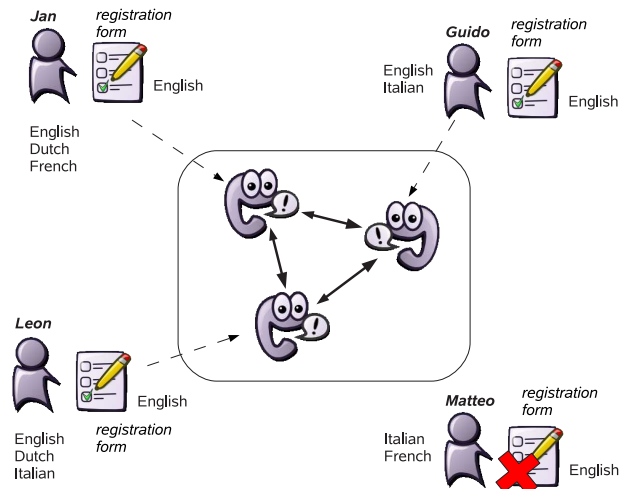 Jan
registration
form
English
English
Dutch
French
Guido
registration
form
English
Italian
English
!
!
!
Leon
English
registration
form
English
Dutch
Italian
Matteo
registration
form
Italian
French
English